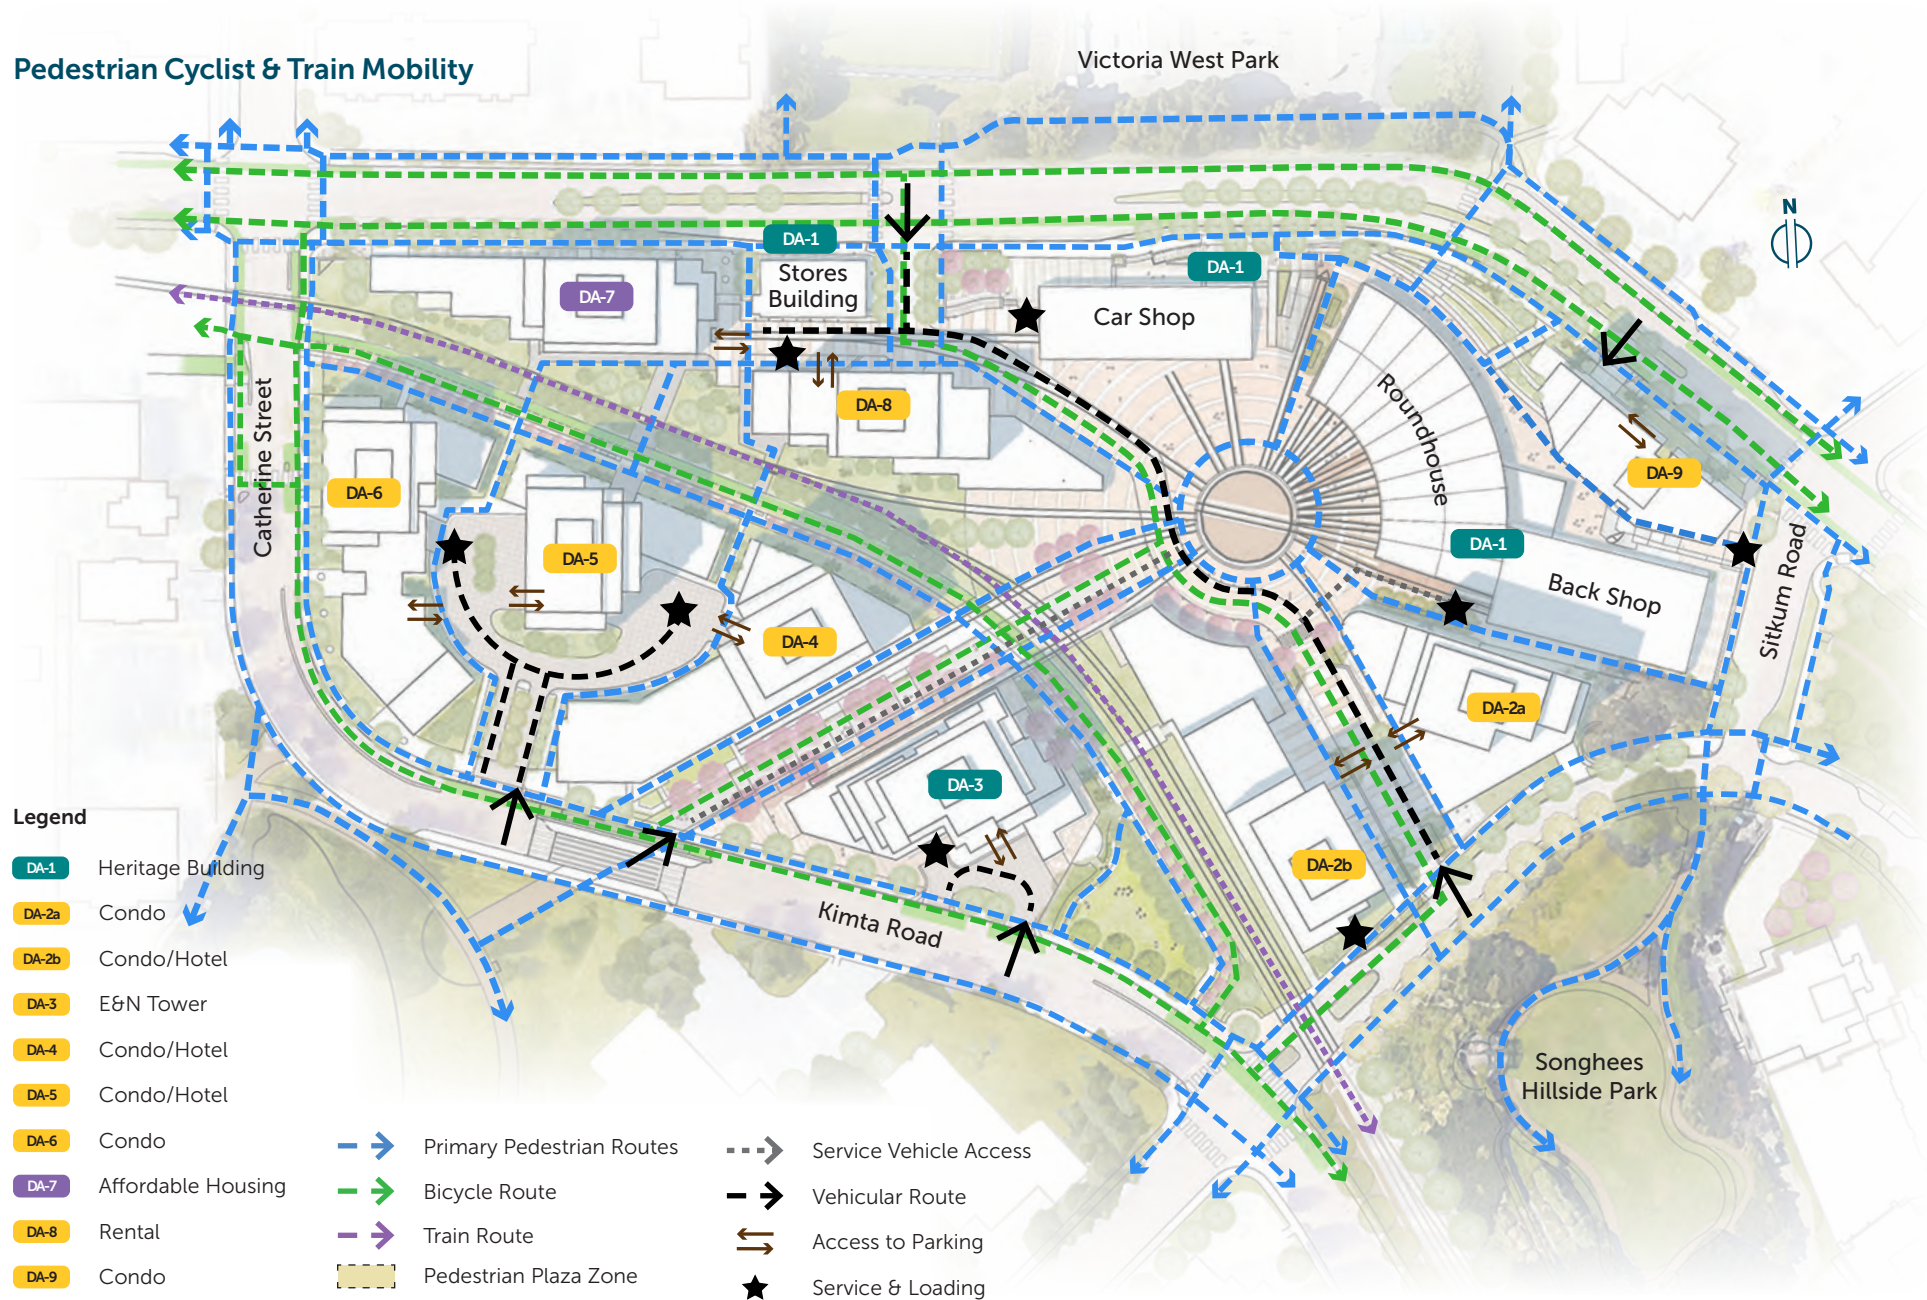 Pedestrian Cyclist & Train Mobility
Victoria West Park
N
DA-1
Stores
Building
DA-7
DA-1
Car Shop
DA-8
Roundhouse
DA-9
Catherine Street
DA-6
DA-5
DA-1
Back Shop
Sitkum Road
DA-4
DA-2a
DA-3
DA-2b
Kimta Road
Songhees
Hillside Park
Legend
DA-1 Heritage Building
DA-2a Condo
DA-2b Condo/Hotel
DA-3 E&N Tower
DA-4 Condo/Hotel
DA-5 Condo/Hotel
DA-6 Condo
DA-7 Affordable Housing
DA-8 Rental
DA-9 Condo
Primary Pedestrian Routes
Bicycle Route
Train Route
Pedestrian Plaza Zone
Service Vehicle Access
Vehicular Route
Access to Parking
Service & Loading